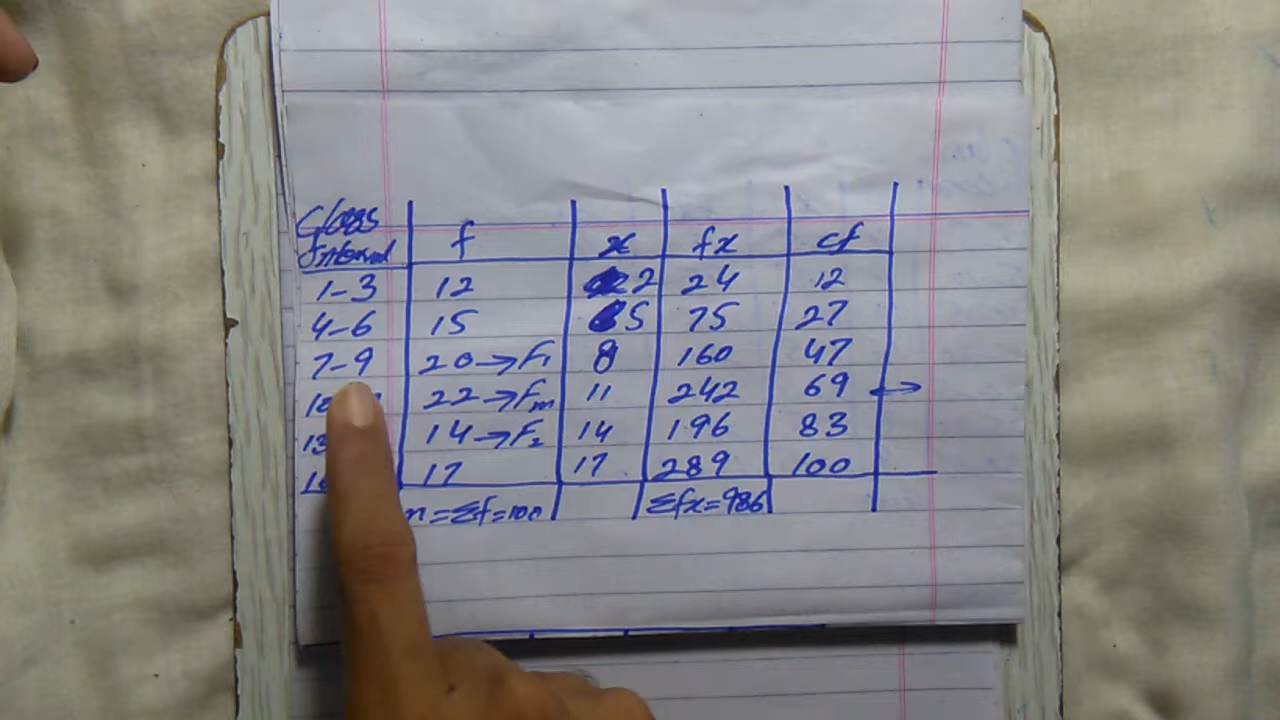 Class
Interval f x fx cf
1-3 12 2 24 12
4-6 15 5 75 27
7-9 20→f₁ 8 160 47
22→fₘ 11 242 69 →
14→f₂ 14 196 83
17 17 289 100
n=Σf=100 Σfx=986